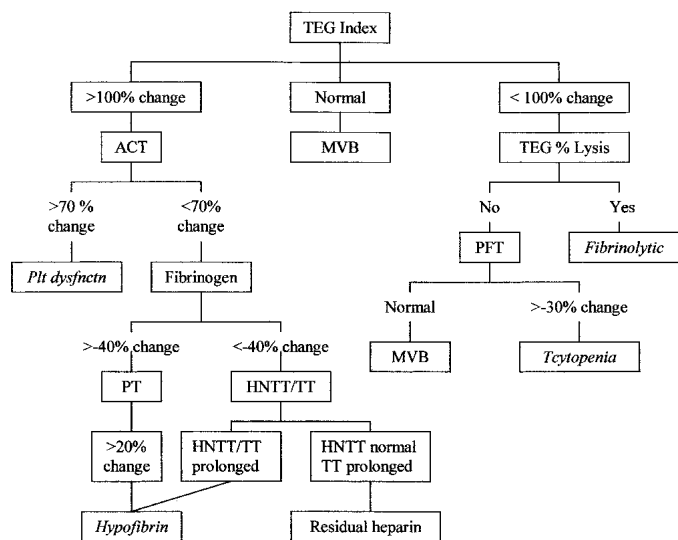 TEG Index
>100% change
Normal
< 100% change
ACT
MVB
TEG % Lysis
>70 %
change
<70%
change
No
Yes
Plt dysfnctn
Fibrinogen
PFT
Fibrinolytic
Normal
>-30% change
>-40% change
<-40% change
MVB
Tcytopenia
PT
HNTT/TT
>20%
change
HNTT/TT
prolonged
HNTT normal
TT prolonged
Hypofibrin
Residual heparin